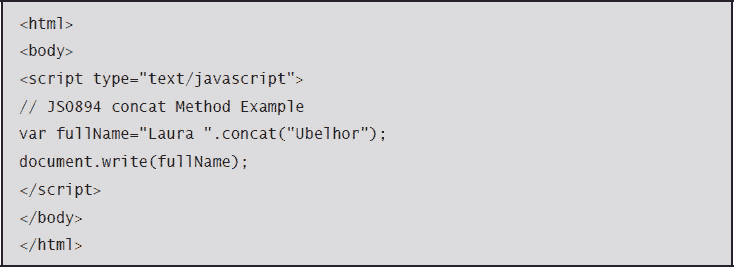 <html>
<body>
<script type="text/javascript">
// JS0894 concat Method Example
var fullName="Laura ".concat("Ubelhor");
document.write(fullName);
</script>
</body>
</html>